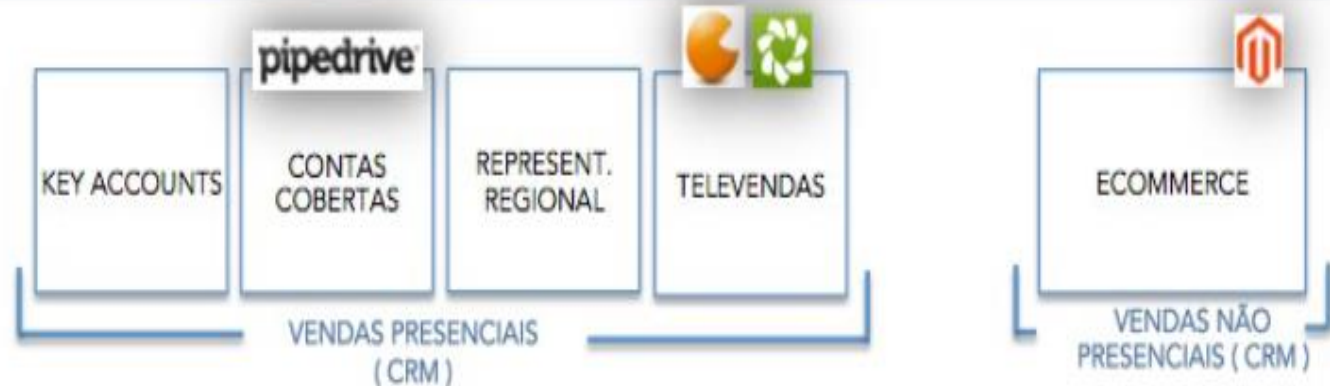 pipedrive
KEY ACCOUNTS
CONTAS
COBERTAS
REPRESENT.
REGIONAL
TELEVENDAS
ECOMMERCE
VENDAS PRESENCIAIS
( CRM )
VENDAS NÃO
PRESENCIAIS ( CRM )